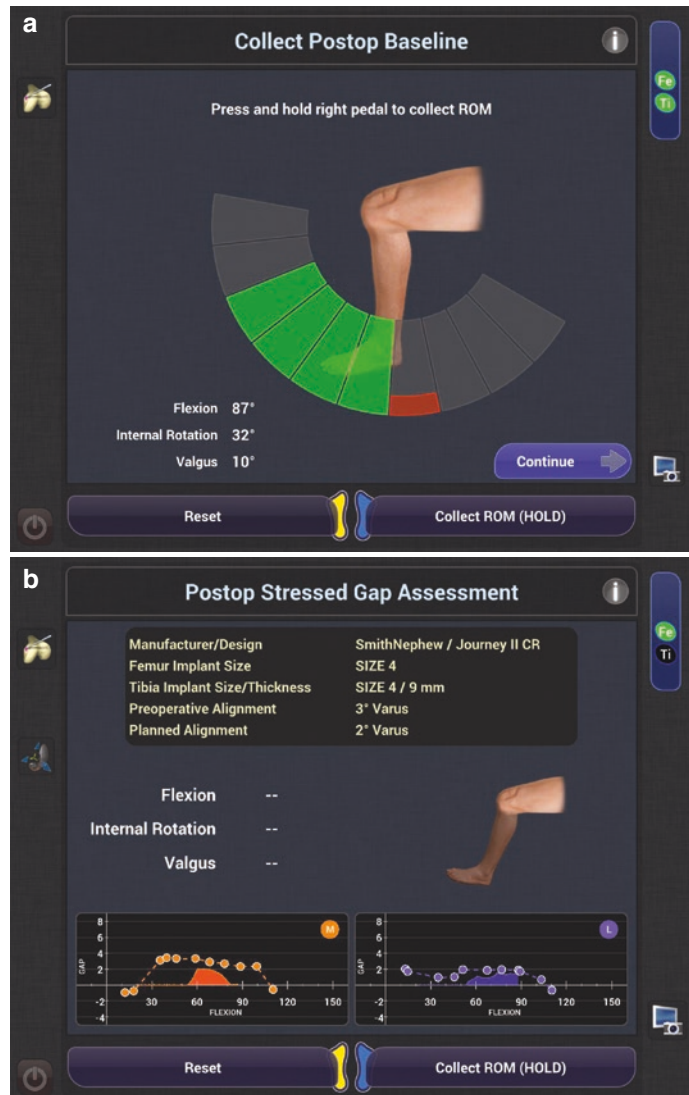 a
Collect Postop Baseline
i
Fe
Ti
Press and hold right pedal to collect ROM
Flexion 87°
Internal Rotation 32°
Valgus 10°
Continue
Reset
Collect ROM (HOLD)
b
Postop Stressed Gap Assessment
i
Fe
Ti
Manufacturer/Design SmithNephew / Journey II CR
Femur Implant Size SIZE 4
Tibia Implant Size/Thickness SIZE 4 / 9 mm
Preoperative Alignment 3° Varus
Planned Alignment 2° Varus
Flexion --
Internal Rotation --
Valgus --
M
8
6
4
2
-2
-4
GAP
30 60 90 120 150
FLEXION
L
8
6
4
2
-2
-4
GAP
30 60 90 120 150
FLEXION
Reset
Collect ROM (HOLD)